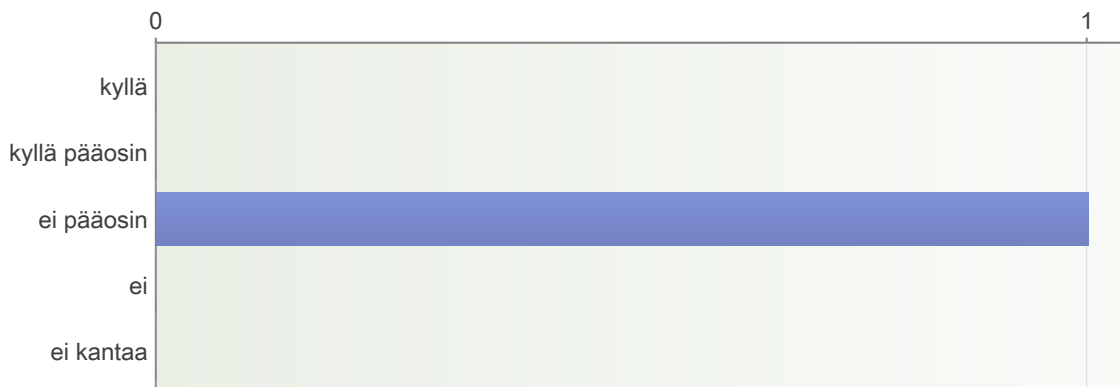 0 1
kyllä
kyllä pääosin
ei pääosin
ei
ei kantaa